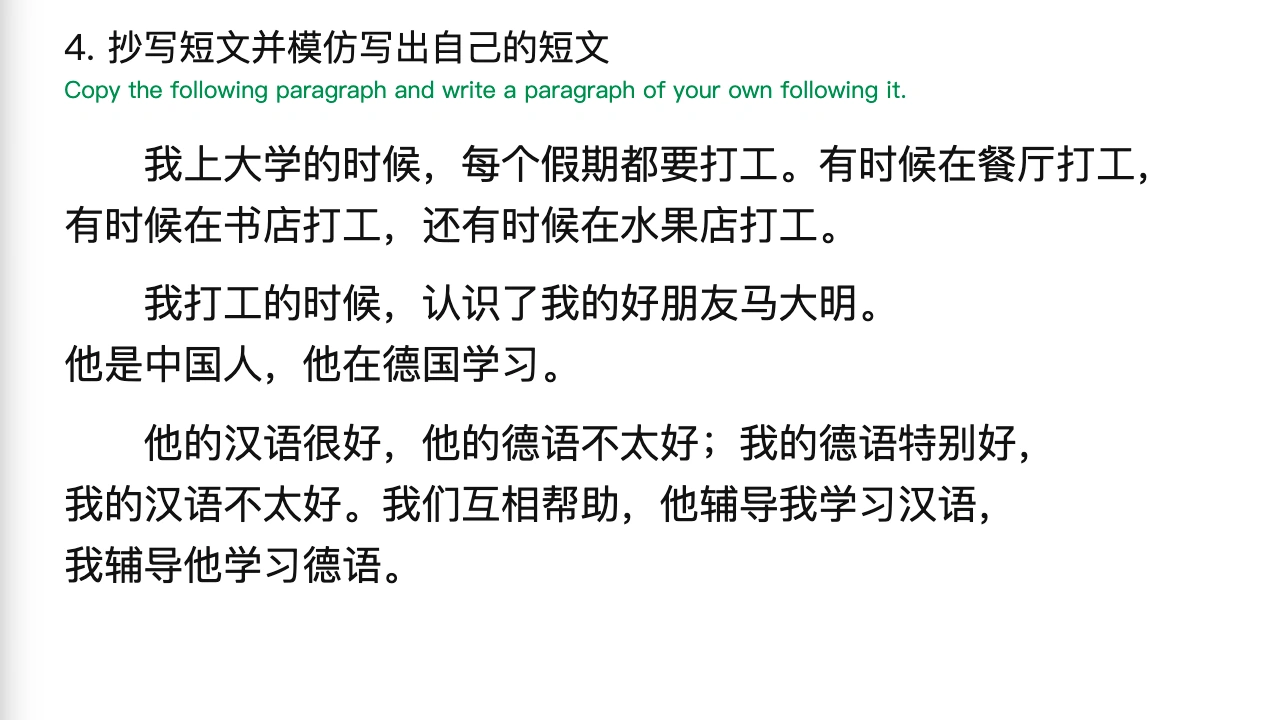 4. 抄写短文并模仿写出自己的短文
Copy the following paragraph and write a paragraph of your own following it.
我上大学的时候，每个假期都要打工。有时候在餐厅打工，
有时候在书店打工，还有时候在水果店打工。
我打工的时候，认识了我的好朋友马大明。
他是中国人，他在德国学习。
他的汉语很好，他的德语不太好；我的德语特别好，
我的汉语不太好。我们互相帮助，他辅导我学习汉语，
我辅导他学习德语。